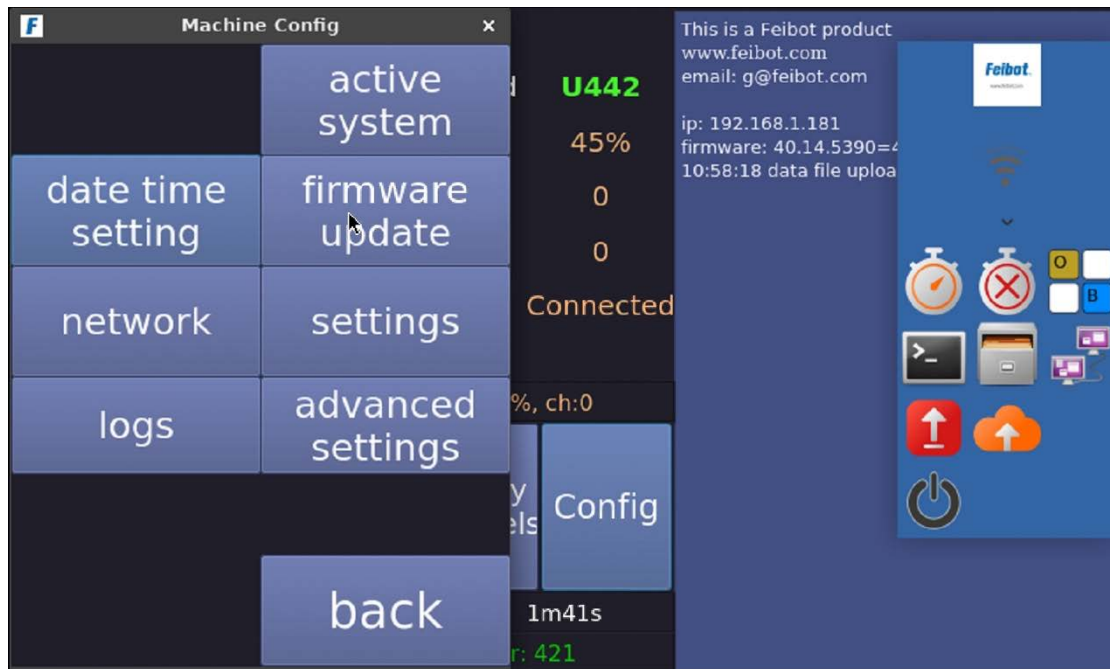 Machine Config
active
system
date time
setting
firmware
update
network
settings
logs
advanced
settings
back
U442
45%
0
0
Connected
%, ch:0
Config
1m41s
r: 421
This is a Feibot product
www.feibot.com
email: g@feibot.com
ip: 192.168.1.181
firmware: 40.14.5390=4
10:58:18 data file uploa
Feibot
O
B
>_